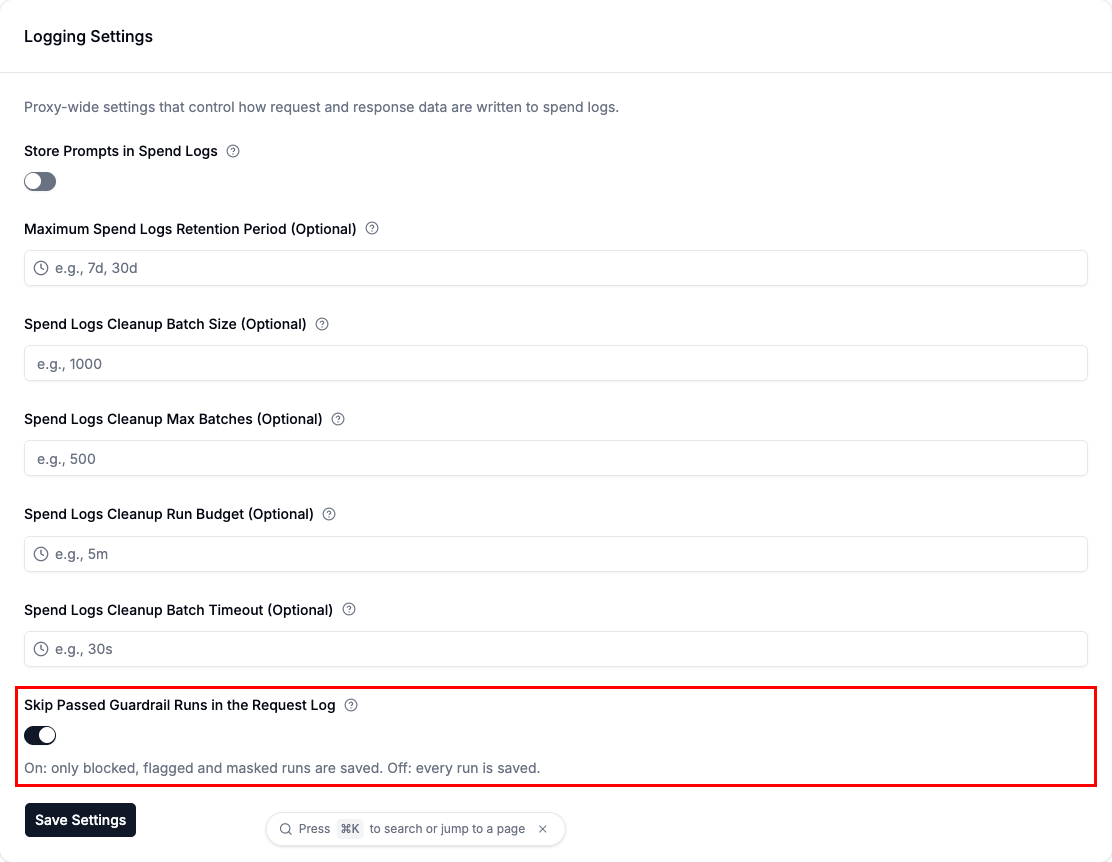 Logging Settings
Proxy-wide settings that control how request and response data are written to spend logs.
Store Prompts in Spend Logs
Maximum Spend Logs Retention Period (Optional)
e.g., 7d, 30d
Spend Logs Cleanup Batch Size (Optional)
e.g., 1000
Spend Logs Cleanup Max Batches (Optional)
e.g., 500
Spend Logs Cleanup Run Budget (Optional)
e.g., 5m
Spend Logs Cleanup Batch Timeout (Optional)
e.g., 30s
Skip Passed Guardrail Runs in the Request Log
On: only blocked, flagged and masked runs are saved. Off: every run is saved.
Save Settings
Press ⌘K to search or jump to a page